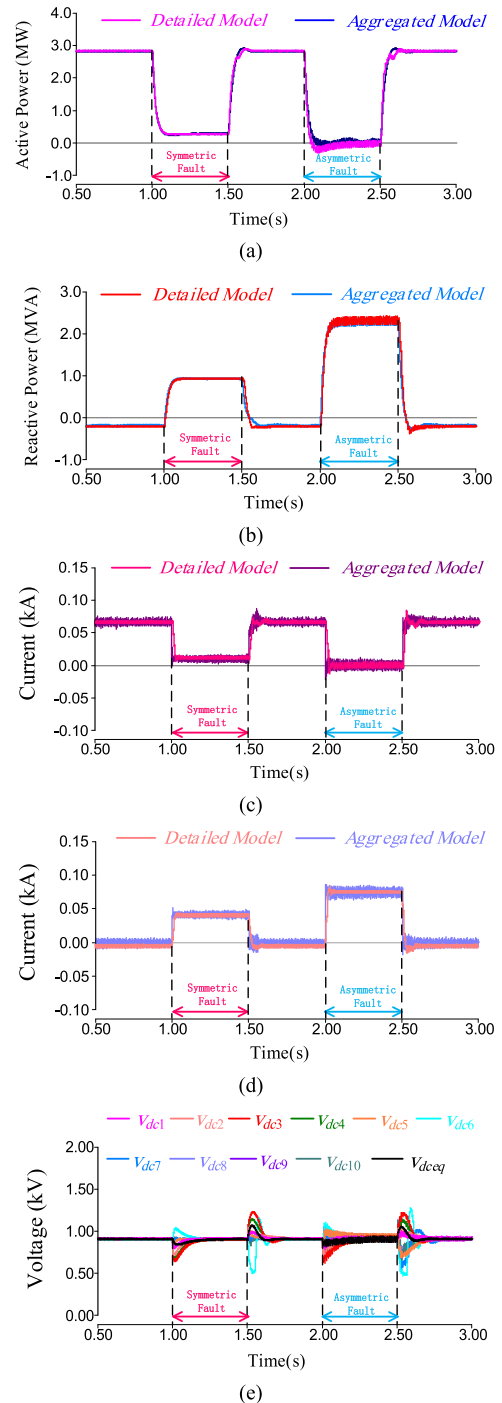 Detailed Model Aggregated Model
Active Power (MW)
4.0
3.0
2.0
1.0
0.0
-1.0
Symmetric
Fault
Asymmetric
Fault
0.50 1.00 1.50 2.00 2.50 3.00
Time(s)
(a)
Detailed Model Aggregated Model
Reactive Power (MVA)
3.0
2.0
1.0
0.0
-1.0
Symmetric
Fault
Asymmetric
Fault
0.50 1.00 1.50 2.00 2.50 3.00
Time(s)
(b)
Detailed Model Aggregated Model
Current (kA)
0.15
0.10
0.05
0.00
-0.05
-0.10
Symmetric
Fault
Asymmetric
Fault
0.50 1.00 1.50 2.00 2.50 3.00
Time(s)
(c)
Detailed Model Aggregated Model
Current (kA)
0.15
0.10
0.05
0.00
-0.05
-0.10
Symmetric
Fault
Asymmetric
Fault
0.50 1.00 1.50 2.00 2.50 3.00
Time(s)
(d)
Vdc1 Vdc2 Vdc3 Vdc4 Vdc5 Vdc6
Vdc7 Vdc8 Vdc9 Vdc10 Vdceq
Voltage (kV)
2.00
1.50
1.00
0.50
0.00
Symmetric
Fault
Asymmetric
Fault
0.50 1.00 1.50 2.00 2.50 3.00
Time(s)
(e)